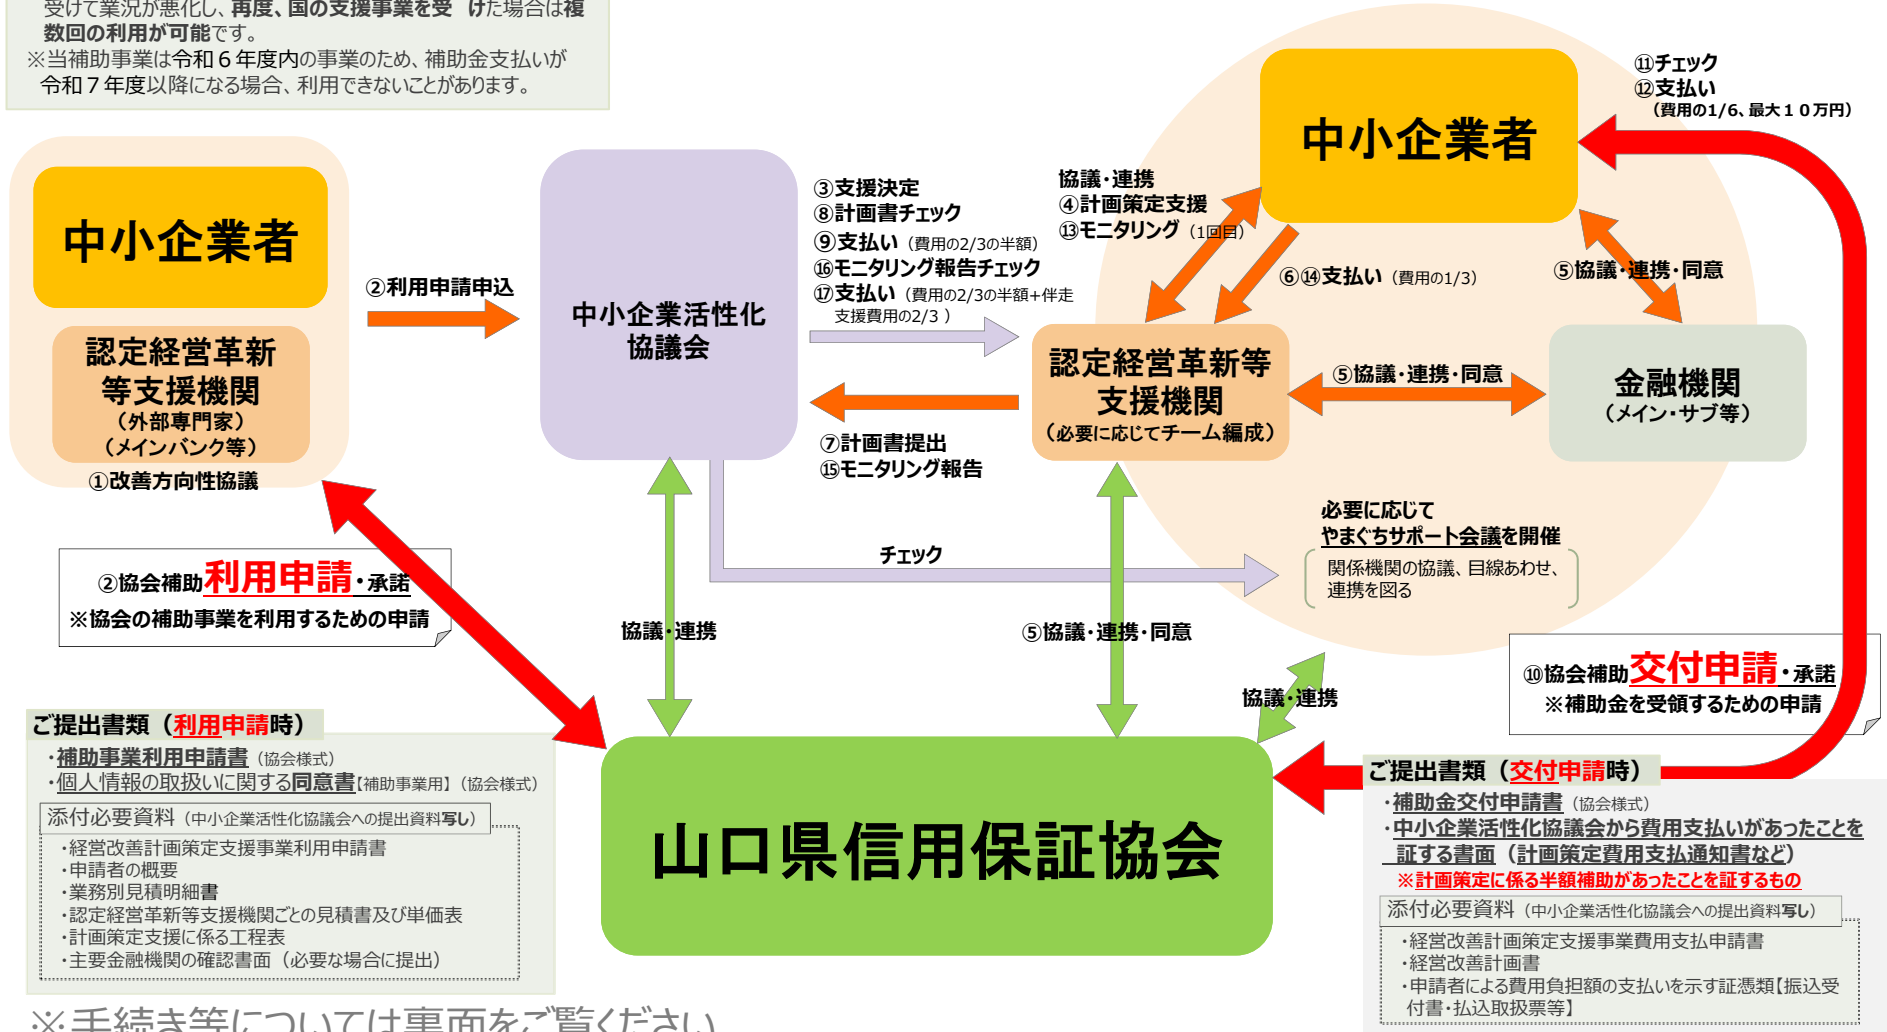 受けて業況が悪化し、再度、国の支援事業を受 けた場合は複
数回の利用が可能です。
※当補助事業は令和６年度内の事業のため、補助金支払いが
令和７年度以降になる場合、利用できないことがあります。
中小企業者
認定経営革新
等支援機関
（外部専門家）
（メインバンク等）
①改善方向性協議
②利用申請申込
中小企業活性化
協議会
③支援決定
⑧計画書チェック
⑨支払い（費用の2/3の半額）
⑯モニタリング報告チェック
⑰支払い（費用の2/3の半額+伴走
支援費用の2/3 ）
⑦計画書提出
⑮モニタリング報告
協議・連携
④計画策定支援
⑬モニタリング（1回目）
中小企業者
⑪チェック
⑫支払い
（費用の1/6、最大１０万円）
⑥⑭支払い（費用の1/3）
⑤協議・連携・同意
認定経営革新等
支援機関
（必要に応じてチーム編成）
⑤協議・連携・同意
金融機関
（メイン・サブ等）
必要に応じて
やまぐちサポート会議を開催
関係機関の協議、目線あわせ、
連携を図る
チェック
②協会補助利用申請・承諾
※協会の補助事業を利用するための申請
協議・連携
⑤協議・連携・同意
協議・連携
⑩協会補助交付申請・承諾
※補助金を受領するための申請
山口県信用保証協会
ご提出書類（利用申請時）
・補助事業利用申請書（協会様式）
・個人情報の取扱いに関する同意書【補助事業用】（協会様式）
添付必要資料（中小企業活性化協議会への提出資料写し）
・経営改善計画策定支援事業利用申請書
・申請者の概要
・業務別見積明細書
・認定経営革新等支援機関ごとの見積書及び単価表
・計画策定支援に係る工程表
・主要金融機関の確認書面（必要な場合に提出）
ご提出書類（交付申請時）
・補助金交付申請書（協会様式）
・中小企業活性化協議会から費用支払いがあったことを
証する書面（計画策定費用支払通知書など）
※計画策定に係る半額補助があったことを証するもの
添付必要資料（中小企業活性化協議会への提出資料写し）
・経営改善計画策定支援事業費用支払申請書
・経営改善計画書
・申請者による費用負担額の支払いを示す証憑類【振込受
付書・払込取扱票等】
※手続き等については裏面をご覧ください